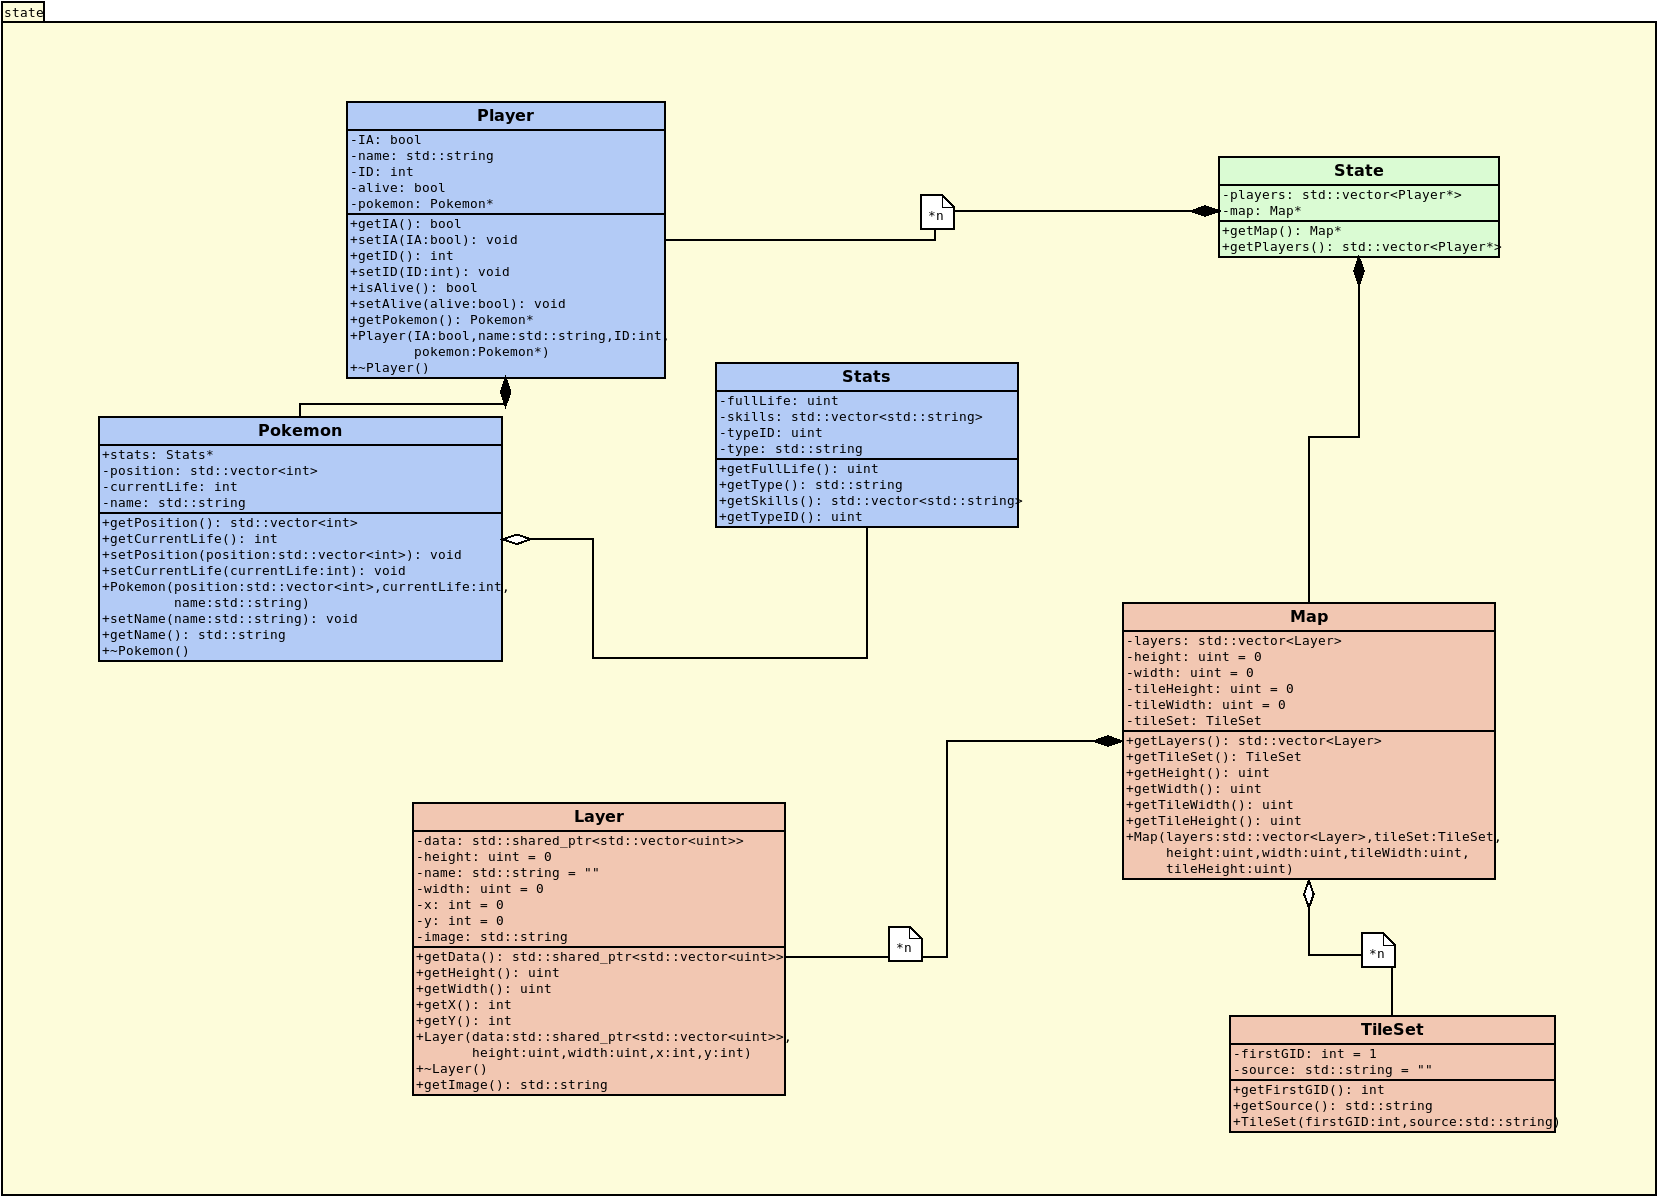 state
Player
-IA: bool
-name: std::string
-ID: int
-alive: bool
-pokemon: Pokemon*
+getIA(): bool
+setIA(IA:bool): void
+getID(): int
+setID(ID:int): void
+isAlive(): bool
+setAlive(alive:bool): void
+getPokemon(): Pokemon*
+Player(IA:bool,name:std::string,ID:int,
pokemon:Pokemon*)
+~Player()
*n
State
-players: std::vector<Player*>
-map: Map*
+getMap(): Map*
+getPlayers(): std::vector<Player*>
Stats
-fullLife: uint
-skills: std::vector<std::string>
-typeID: uint
-type: std::string
+getFullLife(): uint
+getType(): std::string
+getSkills(): std::vector<std::string>
+getTypeID(): uint
Pokemon
+stats: Stats*
-position: std::vector<int>
-currentLife: int
-name: std::string
+getPosition(): std::vector<int>
+getCurrentLife(): int
+setPosition(position:std::vector<int>): void
+setCurrentLife(currentLife:int): void
+Pokemon(position:std::vector<int>,currentLife:int,
name:std::string)
+setName(name:std::string): void
+getName(): std::string
+~Pokemon()
Map
-layers: std::vector<Layer>
-height: uint = 0
-width: uint = 0
-tileHeight: uint = 0
-tileWidth: uint = 0
-tileSet: TileSet
+getLayers(): std::vector<Layer>
+getTileSet(): TileSet
+getHeight(): uint
+getWidth(): uint
+getTileWidth(): uint
+getTileHeight(): uint
+Map(layers:std::vector<Layer>,tileSet:TileSet,
height:uint,width:uint,tileWidth:uint,
tileHeight:uint)
Layer
-data: std::shared_ptr<std::vector<uint>>
-height: uint = 0
-name: std::string = ""
-width: uint = 0
-x: int = 0
-y: int = 0
-image: std::string
+getData(): std::shared_ptr<std::vector<uint>>
+getHeight(): uint
+getWidth(): uint
+getX(): int
+getY(): int
+Layer(data:std::shared_ptr<std::vector<uint>>,
height:uint,width:uint,x:int,y:int)
+~Layer()
+getImage(): std::string
*n
*n
TileSet
-firstGID: int = 1
-source: std::string = ""
+getFirstGID(): int
+getSource(): std::string
+TileSet(firstGID:int,source:std::string)